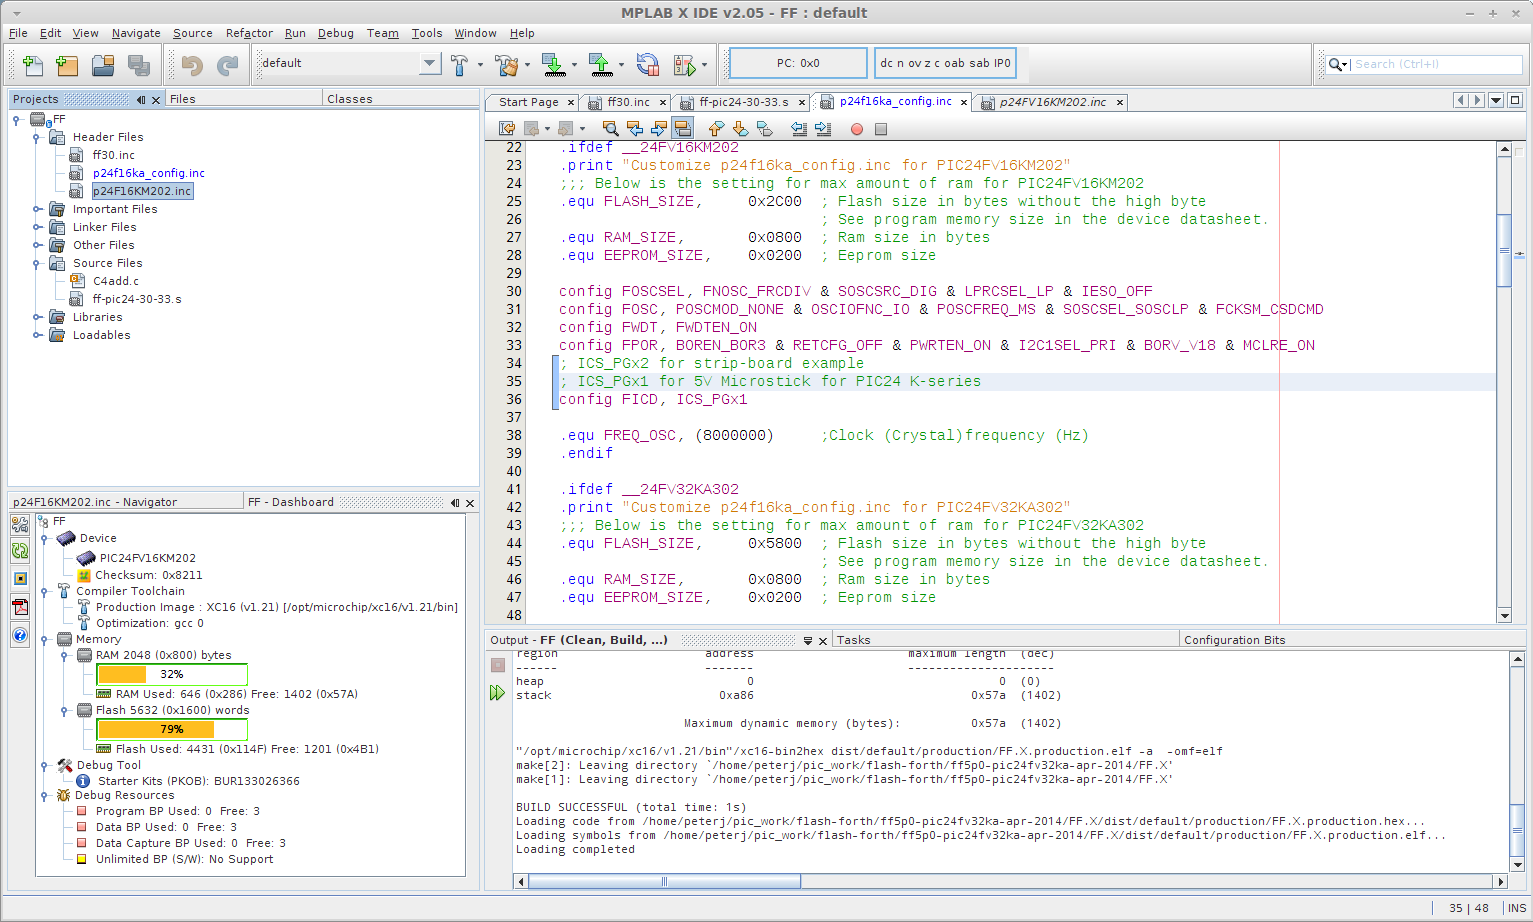 MPLAB X IDE v2.05 - FF : default
File Edit View Navigate Source Refactor Run Debug Team Tools Window Help
default
PC: 0x0
dc n ov z c oab sab IP0
Search (Ctrl+I)
Projects
Files
Classes
FF
Header Files
ff30.inc
p24f16ka_config.inc
p24F16KM202.inc
Important Files
Linker Files
Other Files
Source Files
C4add.c
ff-pic24-30-33.s
Libraries
Loadables
Start Page
ff30.inc
ff-pic24-30-33.s
p24f16ka_config.inc
p24FV16KM202.inc
22 .ifdef __24FV16KM202
23 .print "Customize p24f16ka_config.inc for PIC24FV16KM202"
24 ;;; Below is the setting for max amount of ram for PIC24FV16KM202
25 .equ FLASH_SIZE, 0x2C00 ; Flash size in bytes without the high byte
26 ; See program memory size in the device datasheet.
27 .equ RAM_SIZE, 0x0800 ; Ram size in bytes
28 .equ EEPROM_SIZE, 0x0200 ; Eeprom size
29
30 config FOSCSEL, FNOSC_FRCDIV & SOSCSRC_DIG & LPRCSEL_LP & IESO_OFF
31 config FOSC, POSCMOD_NONE & OSCIOFNC_IO & POSCFREQ_MS & SOSCSEL_SOSCLP & FCKSM_CSDCMD
32 config FWDT, FWDTEN_ON
33 config FPOR, BOREN_BOR3 & RETCFG_OFF & PWRTEN_ON & I2C1SEL_PRI & BORV_V18 & MCLRE_ON
34 ; ICS_PGx2 for strip-board example
35 ; ICS_PGx1 for 5V Microstick for PIC24 K-series
36 config FICD, ICS_PGx1
37
38 .equ FREQ_OSC, (8000000) ;Clock (Crystal)frequency (Hz)
39 .endif
40
41 .ifdef __24FV32KA302
42 .print "Customize p24f16ka_config.inc for PIC24FV32KA302"
43 ;;; Below is the setting for max amount of ram for PIC24FV32KA302
44 .equ FLASH_SIZE, 0x5800 ; Flash size in bytes without the high byte
45 ; See program memory size in the device datasheet.
46 .equ RAM_SIZE, 0x0800 ; Ram size in bytes
47 .equ EEPROM_SIZE, 0x0200 ; Eeprom size
48
p24F16KM202.inc - Navigator
FF - Dashboard
FF
Device
PIC24FV16KM202
Checksum: 0x8211
Compiler Toolchain
Production Image : XC16 (v1.21) [/opt/microchip/xc16/v1.21/bin]
Optimization: gcc 0
Memory
RAM 2048 (0x800) bytes
32%
RAM Used: 646 (0x286) Free: 1402 (0x57A)
Flash 5632 (0x1600) words
79%
Flash Used: 4431 (0x114F) Free: 1201 (0x4B1)
Debug Tool
Starter Kits (PKOB): BUR133026366
Debug Resources
Program BP Used: 0 Free: 3
Data BP Used: 0 Free: 3
Data Capture BP Used: 0 Free: 3
Unlimited BP (S/W): No Support
Output - FF (Clean, Build, ...)
Tasks
Configuration Bits
region address maximum length (dec)
------ ------- ---------------------
heap 0 0 (0)
stack 0xa86 0x57a (1402)
Maximum dynamic memory (bytes): 0x57a (1402)
"/opt/microchip/xc16/v1.21/bin"/xc16-bin2hex dist/default/production/FF.X.production.elf -a -omf=elf
make[2]: Leaving directory `/home/peterj/pic_work/flash-forth/ff5p0-pic24fv32ka-apr-2014/FF.X'
make[1]: Leaving directory `/home/peterj/pic_work/flash-forth/ff5p0-pic24fv32ka-apr-2014/FF.X'
BUILD SUCCESSFUL (total time: 1s)
Loading code from /home/peterj/pic_work/flash-forth/ff5p0-pic24fv32ka-apr-2014/FF.X/dist/default/production/FF.X.production.hex...
Loading symbols from /home/peterj/pic_work/flash-forth/ff5p0-pic24fv32ka-apr-2014/FF.X/dist/default/production/FF.X.production.elf...
Loading completed
35 | 48 INS